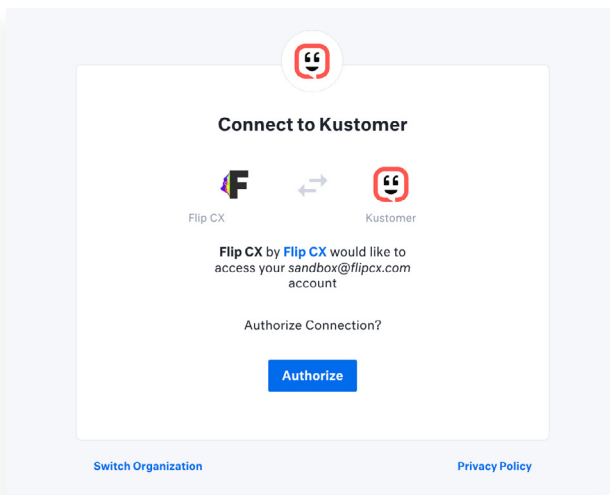 Connect to Kustomer
F
Flip CX
Kustomer
Flip CX by Flip CX would like to
access your sandbox@flipcx.com
account
Authorize Connection?
Authorize
Switch Organization
Privacy Policy